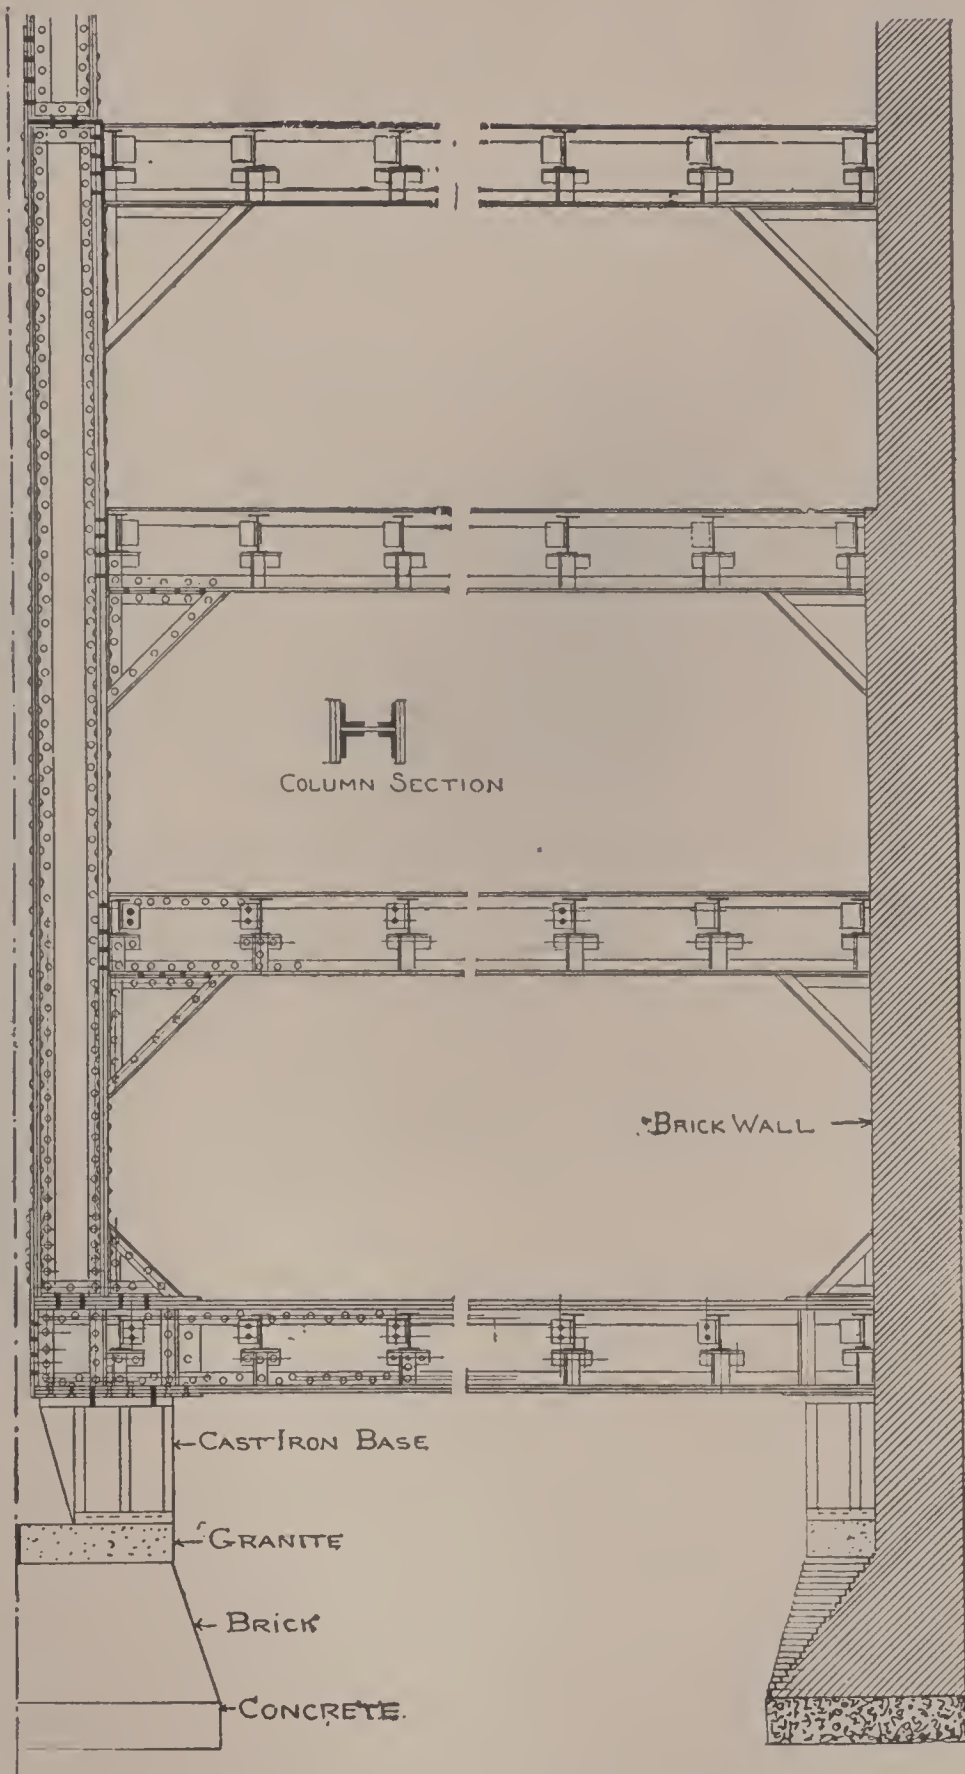 COLUMN SECTION
BRICK WALL
CAST IRON BASE
GRANITE
BRICK
CONCRETE.